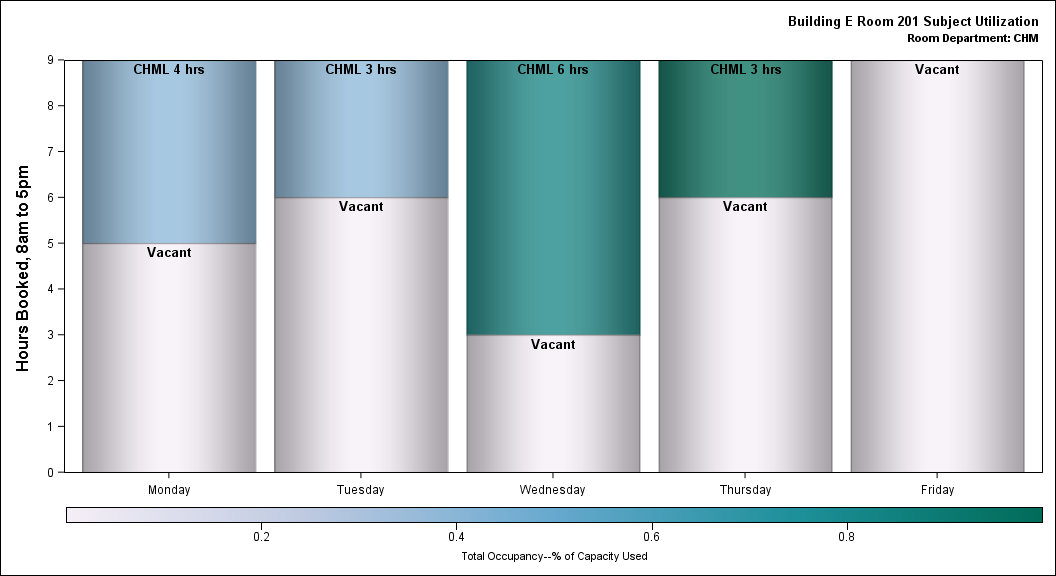 Building E Room 201 Subject Utilization
Room Department: CHM
Hours Booked, 8am to 5pm
9
8
7
6
5
4
3
2
1
0
CHML 4 hrs
CHML 3 hrs
CHML 6 hrs
CHML 3 hrs
Vacant
Vacant
Vacant
Vacant
Vacant
Monday
Tuesday
Wednesday
Thursday
Friday
0.2
0.4
0.6
0.8
Total Occupancy--% of Capacity Used